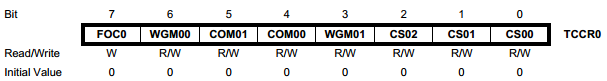 Bit 7 6 5 4 3 2 1 0
FOC0 WGM00 COM01 COM00 WGM01 CS02 CS01 CS00 TCCR0
Read/Write W R/W R/W R/W R/W R/W R/W R/W
Initial Value 0 0 0 0 0 0 0 0